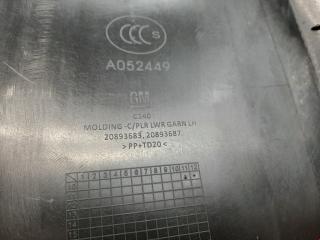 CCC S
A052449
GM
C340
MOLDING -C/PLR LWR GARN LH
20893683, 20893687
>PP+TD20<
1 2 3 4 5 6 7 8 9 10 11 12